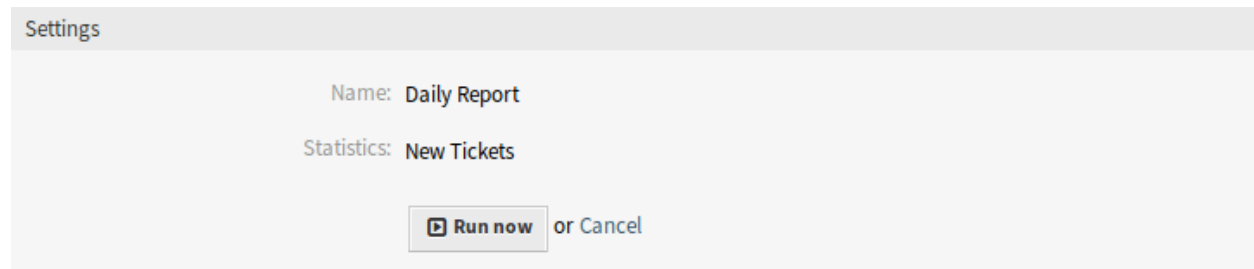 Settings
Name: Daily Report
Statistics: New Tickets
Run now or Cancel